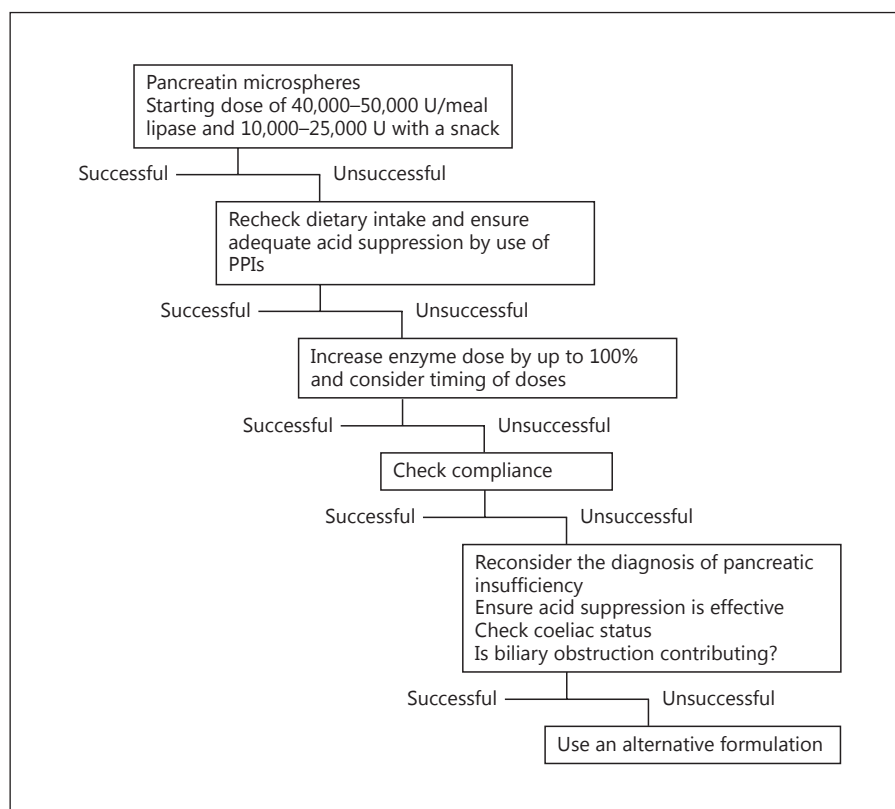 Pancreatin microspheres
Starting dose of 40,000–50,000 U/meal
lipase and 10,000–25,000 U with a snack
Successful
Unsuccessful
Recheck dietary intake and ensure
adequate acid suppression by use of
PPIs
Successful
Unsuccessful
Increase enzyme dose by up to 100%
and consider timing of doses
Successful
Unsuccessful
Check compliance
Successful
Unsuccessful
Reconsider the diagnosis of pancreatic
insufficiency
Ensure acid suppression is effective
Check coeliac status
Is biliary obstruction contributing?
Successful
Unsuccessful
Use an alternative formulation